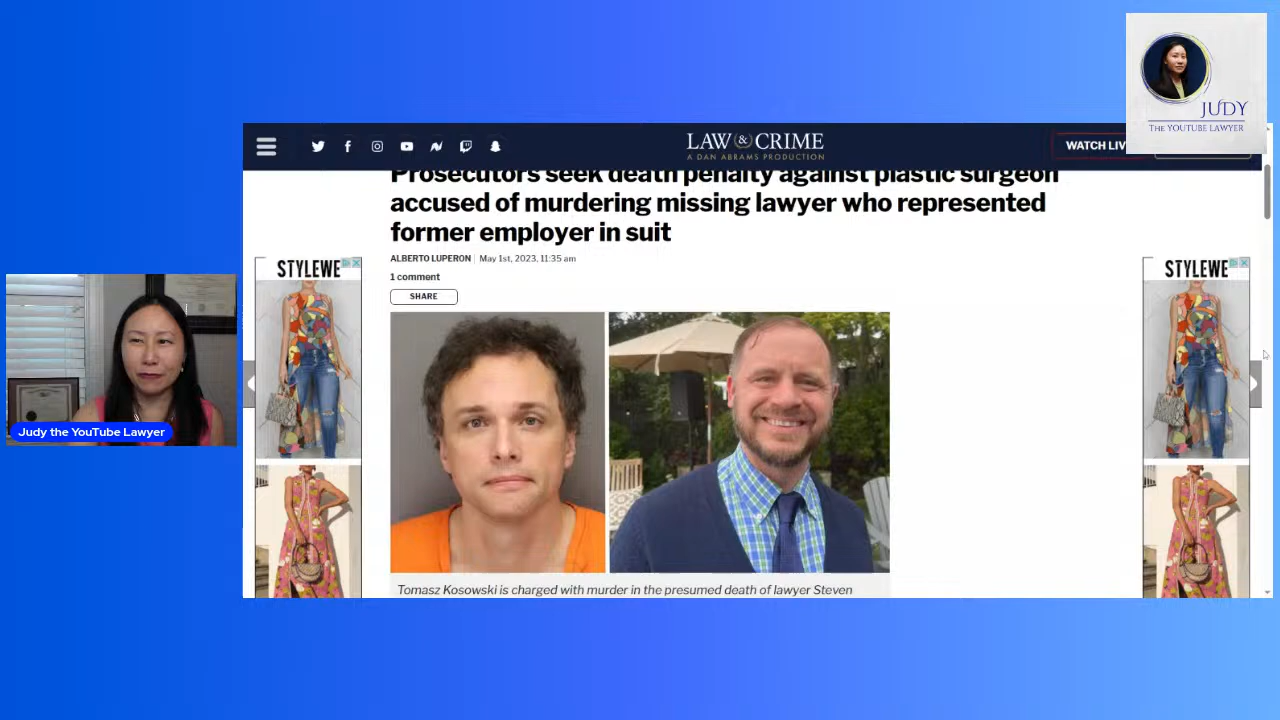 JUDY
THE YOUTUBE LAWYER
LAW & CRIME
A DAN ABRAMS PRODUCTION
WATCH LIV
Prosecutors seek death penalty against plastic surgeon
accused of murdering missing lawyer who represented
former employer in suit
ALBERTO LUPERON | May 1st, 2023, 11:35 am
1 comment
SHARE
STYLEWE
STYLEWE
Judy the YouTube Lawyer
Tomasz Kosowski is charged with murder in the presumed death of lawyer Steven